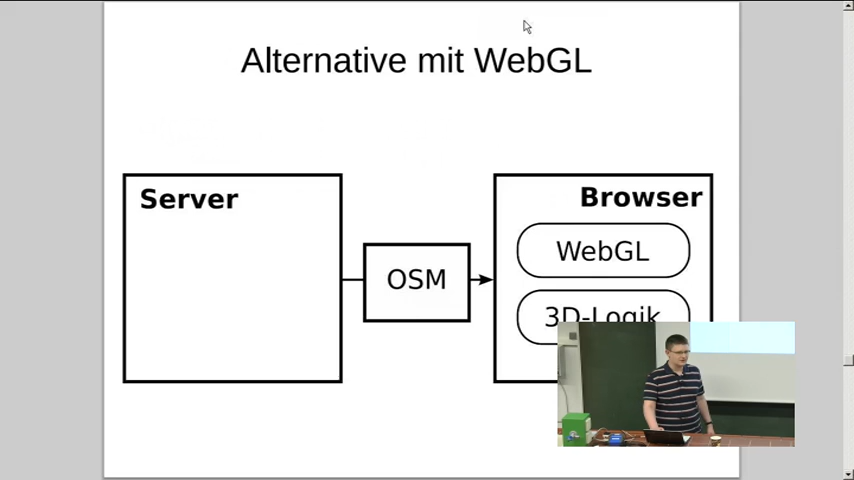 Alternative mit WebGL
Server
Browser
WebGL
OSM
3D-Logik